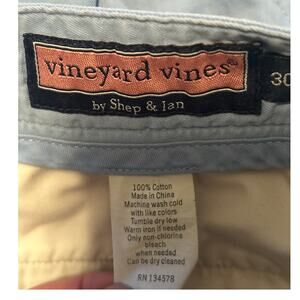 vineyard vines®
by Shep & Ian
30
100% Cotton
Made in China
Machine wash cold
with like colors
Tumble dry low
Warm iron if needed
Only non-chlorine
bleach
when needed
Can be dry cleaned
RN 134578